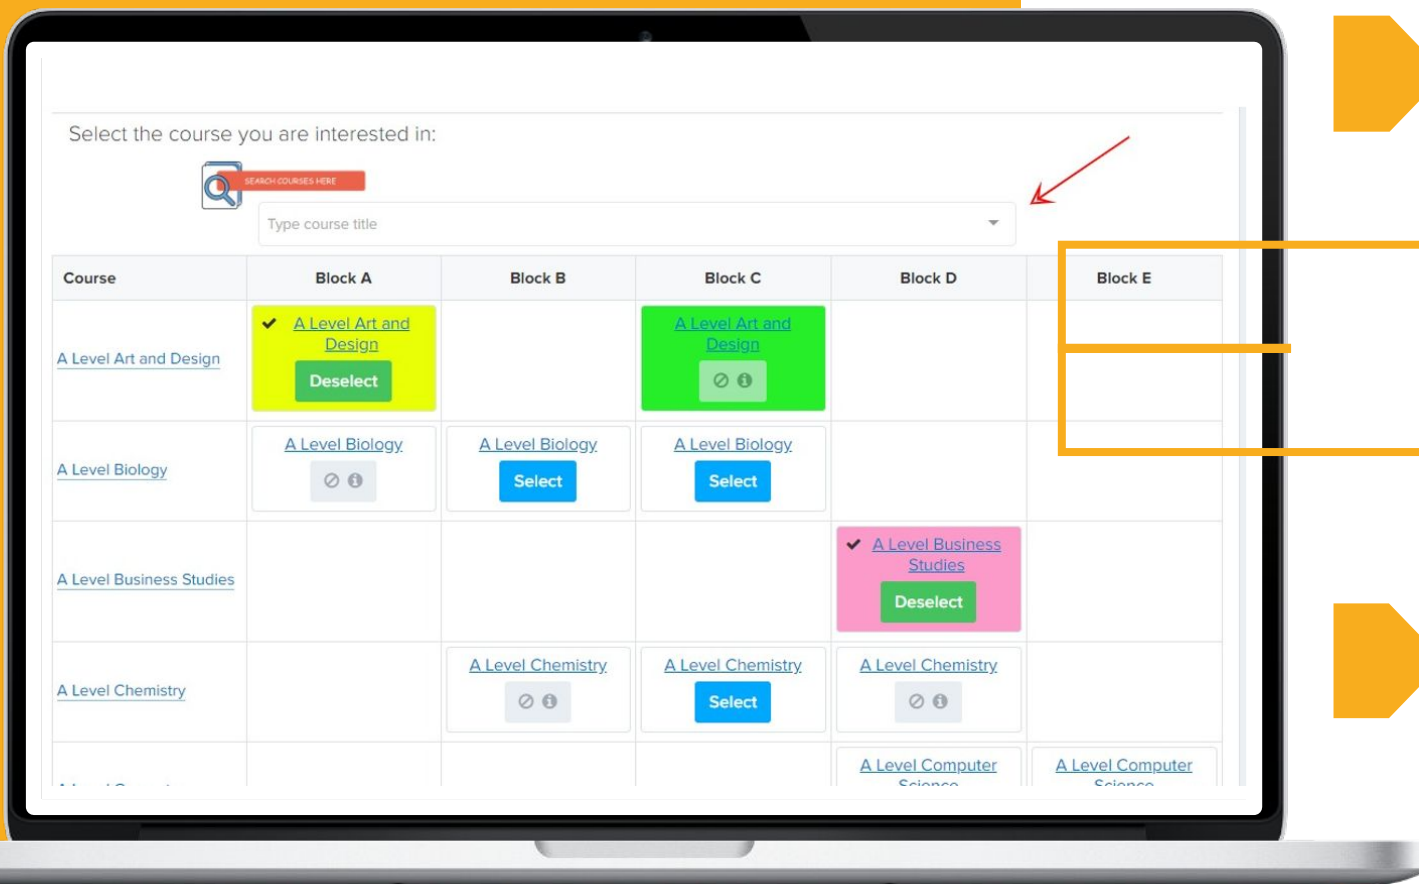 Select the course you are interested in:
SEARCH COURSES HERE
Type course title
Course Block A Block B Block C Block D Block E
A Level Art and Design
A Level Art and
Design
Deselect
A Level Art and
Design
A Level Biology
A Level Biology
A Level Biology
Select
A Level Biology
Select
A Level Business Studies
A Level Business
Studies
Deselect
A Level Chemistry
A Level Chemistry
A Level Chemistry
Select
A Level Chemistry
A Level Computer
Science
A Level Computer
Science